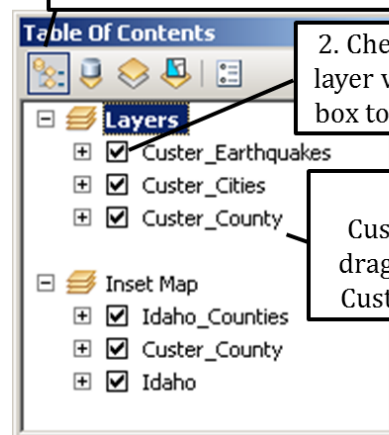 Table Of Contents
2. Che
layer v
box to
Layers
Custer_Earthquakes
Custer_Cities
Custer_County
Cus
drag
Cust
Inset Map
Idaho_Counties
Custer_County
Idaho